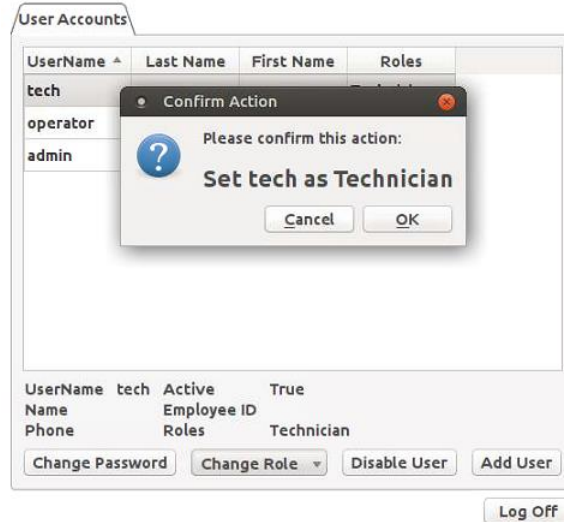 User Accounts
UserName Last Name First Name Roles
tech
operator
admin
Confirm Action
Please confirm this action:
Set tech as Technician
Cancel OK
UserName tech Active True
Name Employee ID
Phone Roles Technician
Change Password Change Role Disable User Add User
Log Off